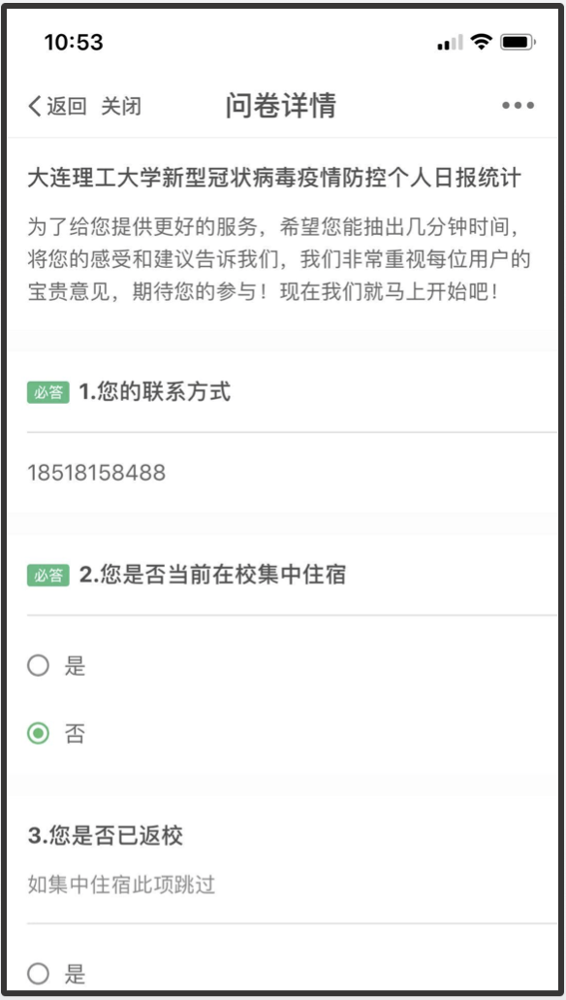 10:53
返回 关闭 问卷详情
大连理工大学新型冠状病毒疫情防控个人日报统计
为了给您提供更好的服务，希望您能抽出几分钟时间，
将您的感受和建议告诉我们，我们非常重视每位用户的
宝贵意见，期待您的参与！现在我们就马上开始吧！
必答 1.您的联系方式
18518158488
必答 2.您是否当前在校集中住宿
是
否
3.您是否已返校
如集中住宿此项跳过
是